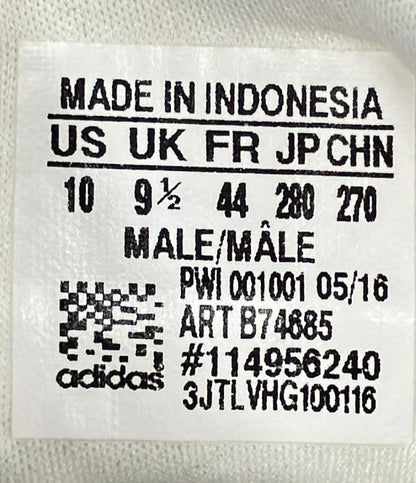 MADE IN INDONESIA
US UK FR JP CHN
10 9½ 44 280 270
MALE/MÂLE
PWI 001001 05/16
ART B74685
#114956240
3JTLVHG100116
adidas